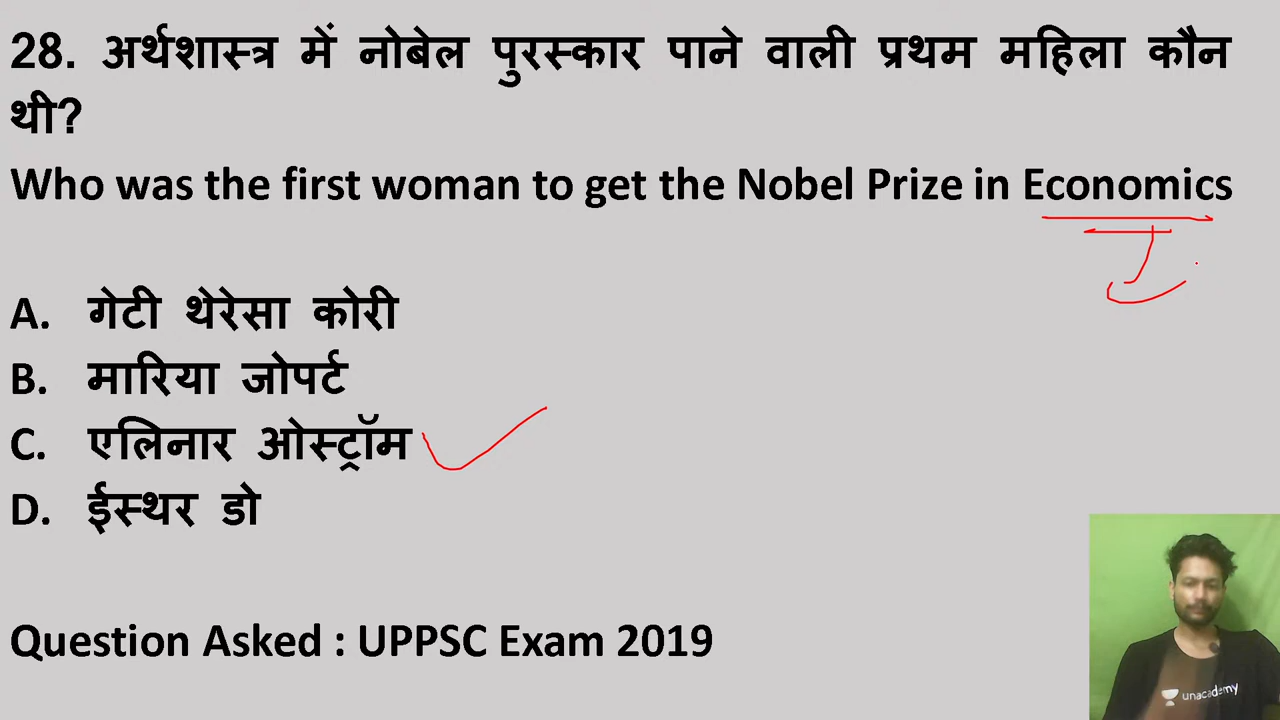 28. अर्थशास्त्र में नोबेल पुरस्कार पाने वाली प्रथम महिला कौन
थी?
Who was the first woman to get the Nobel Prize in Economics
A. गेटी थेरेसा कोरी
B. मारिया जोपर्ट
C. एलिनार ओस्ट्रॉम
D. ईस्थर डो
Question Asked : UPPSC Exam 2019
unacademy